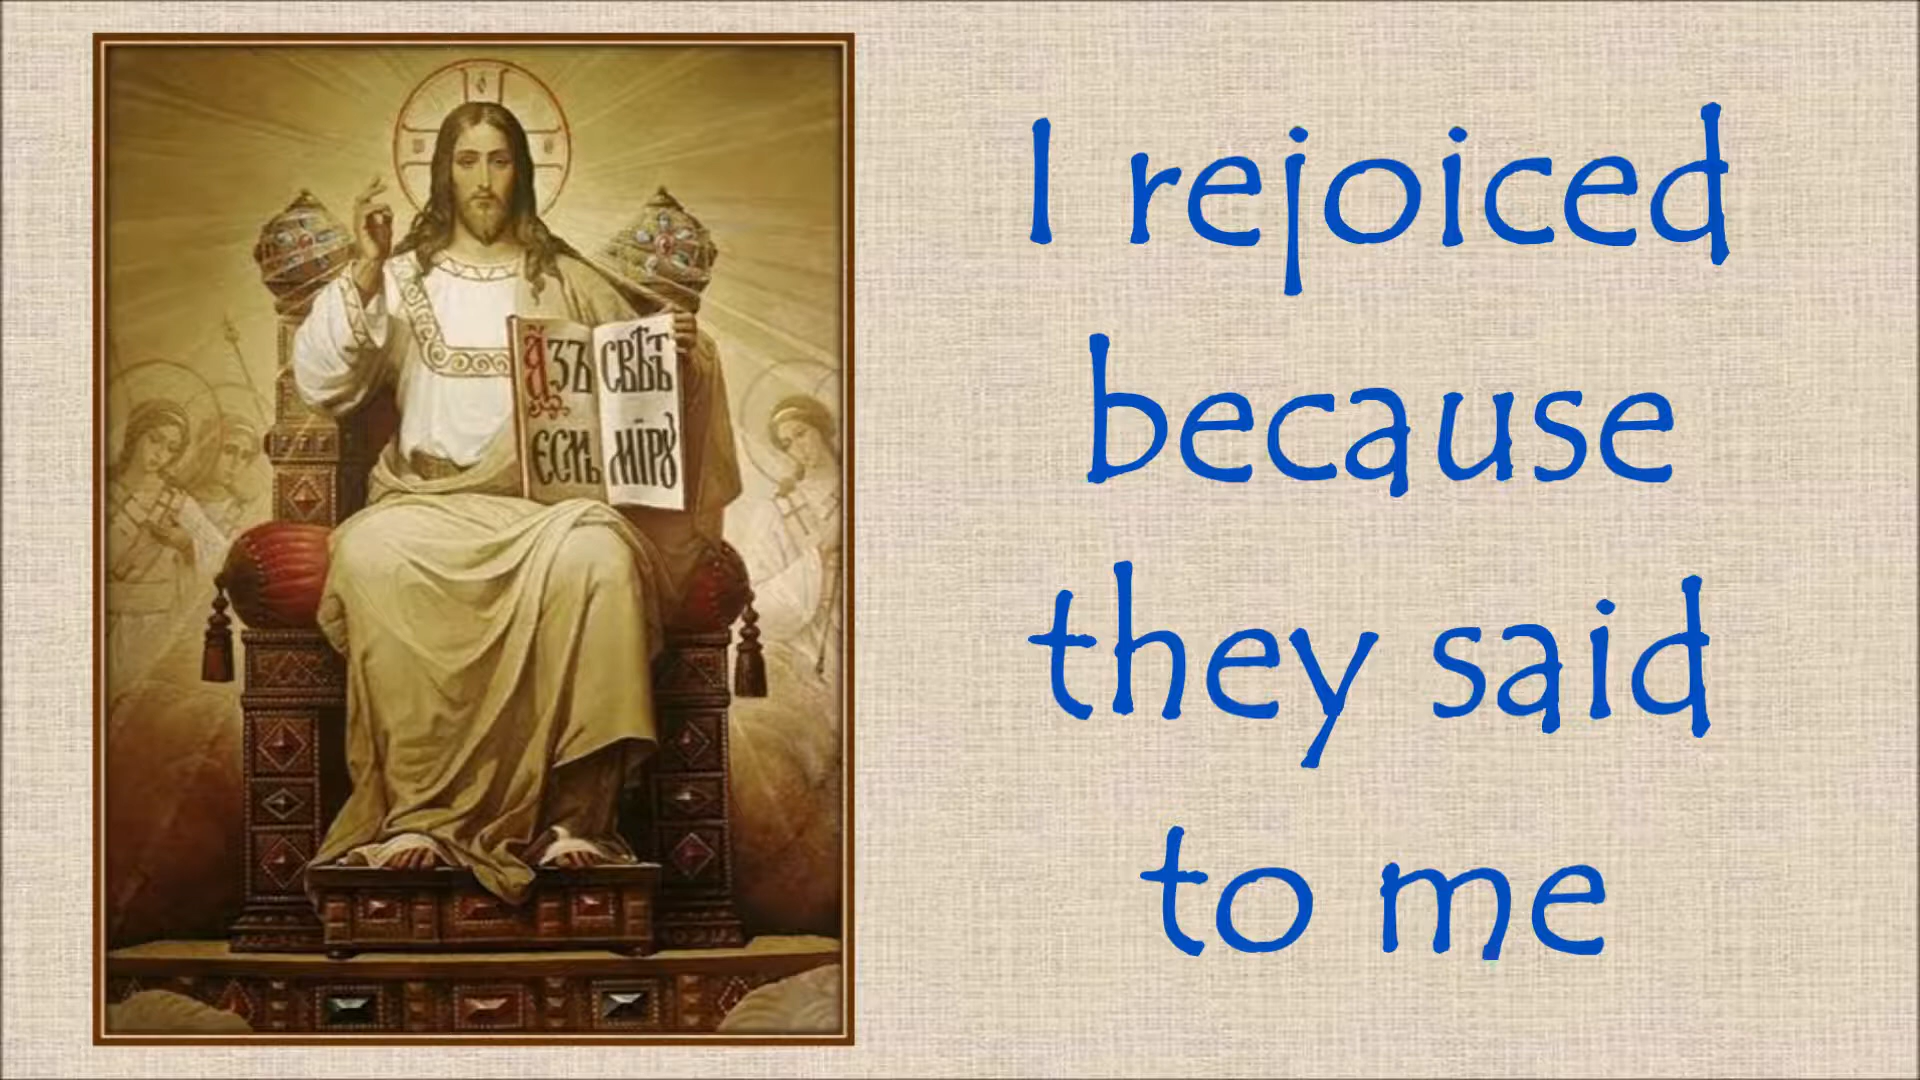 АЗЪ СВѢТЪ
ЕСМЬ МІРУ
I rejoiced
because
they said
to me